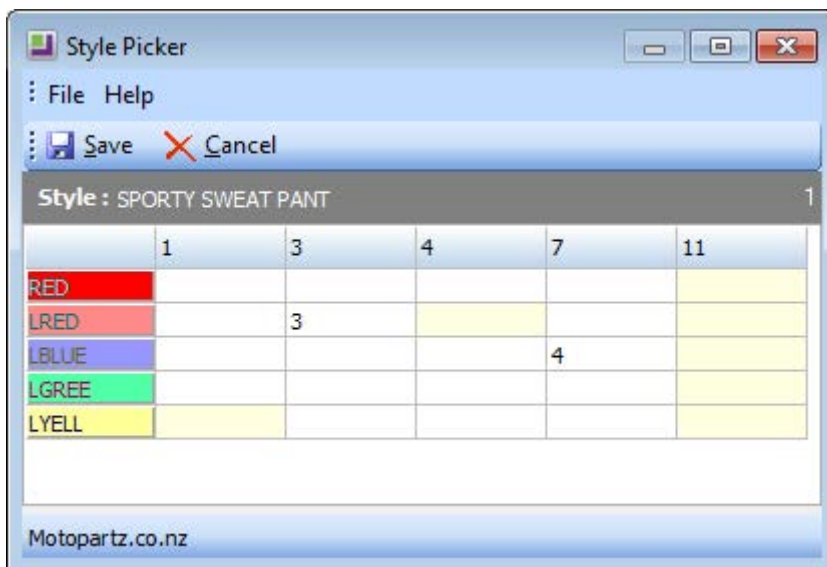 Style Picker
File Help
Save Cancel
Style : SPORTY SWEAT PANT 1
1 3 4 7 11
RED
LRED 3
LBLUE 4
LGREE
LYELL
Motopartz.co.nz